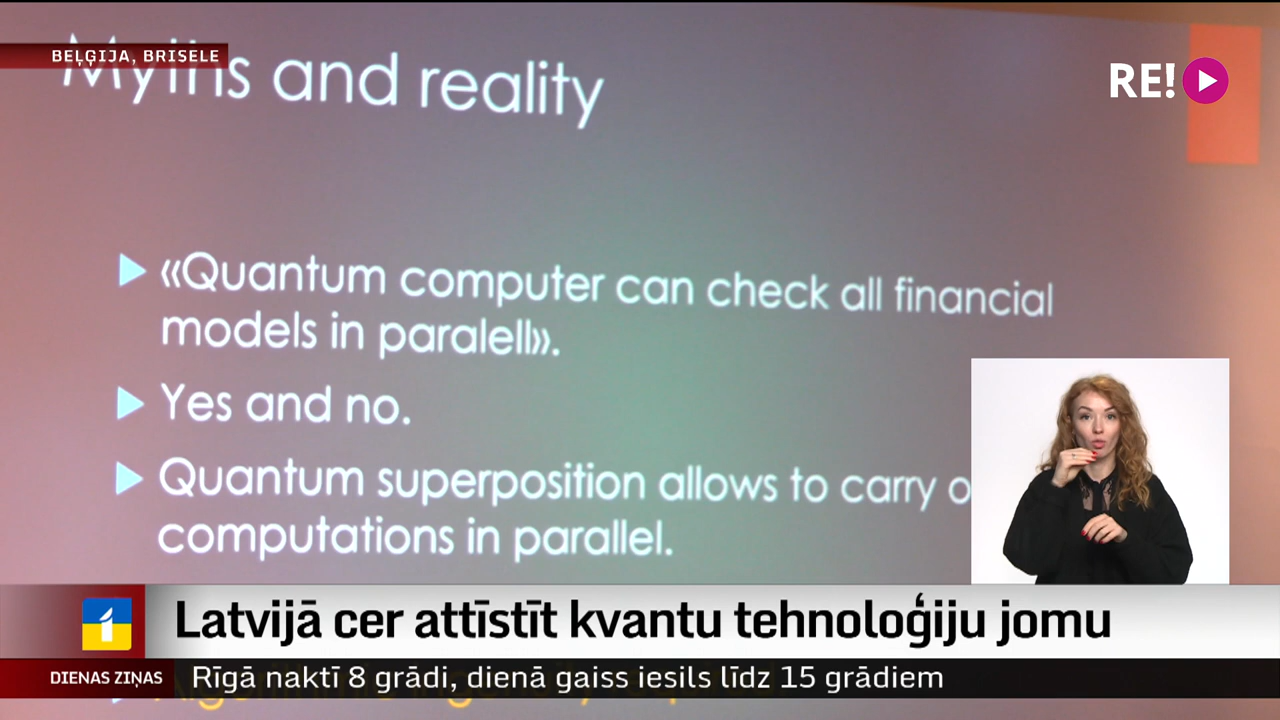 BEĻĢIJA, BRISELE
RE!
Myths and reality
«Quantum computer can check all financial
models in paralell».
Yes and no.
Quantum superposition allows to carry
computations in parallel.
1
Latvijā cer attīstīt kvantu tehnoloģiju jomu
DIENAS ZIŅAS
Rīgā naktī 8 grādi, dienā gaiss iesils līdz 15 grādiem